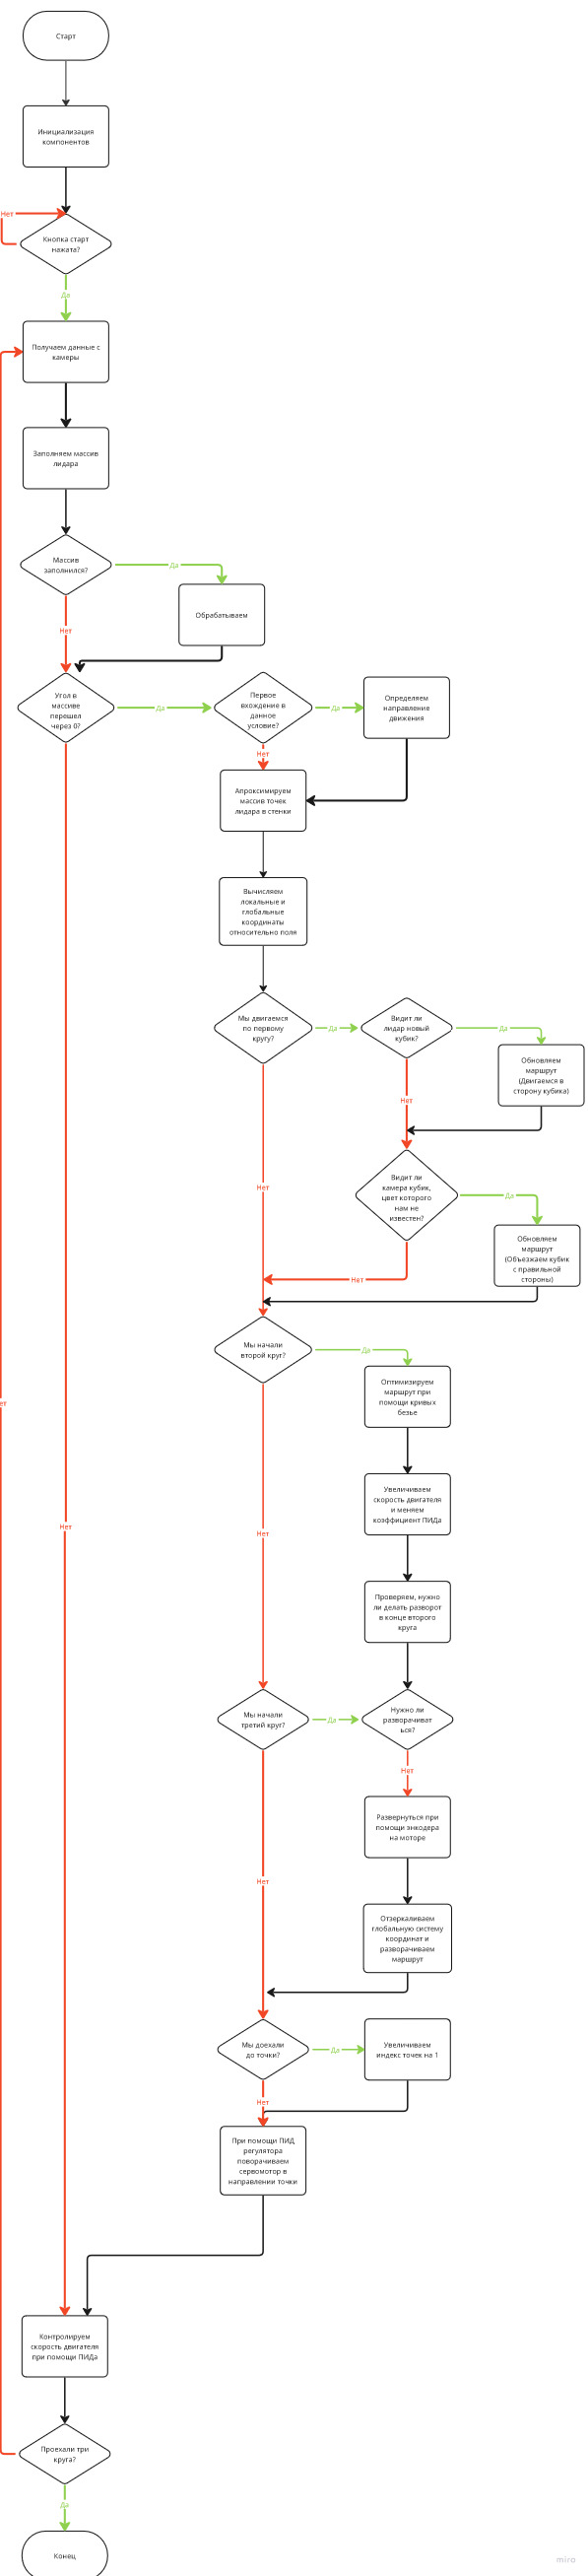 Старт
Инициализация
компонентов
Нет
Кнопка старт
нажата?
Да
Получаем данные с
камеры
Заполняем массив
лидара
Массив
заполнился?
Да
Обрабатываем
Нет
Угол в
массиве
перешел
через 0?
Да
Первое
вхождение в
данное
условие?
Да
Определяем
направление
движения
Нет
Апроксимируем
массив точек
лидара в стенки
Вычисляем
локальные и
глобальные
координаты
относительно поля
Мы двигаемся
по первому
кругу?
Да
Видит ли
лидар новый
кубик?
Да
Обновляем
маршрут
(Двигаемся в
сторону кубика)
Нет
Нет
Видит ли
камера кубик,
цвет которого
нам не
известен?
Да
Обновляем
маршрут
(Объезжаем кубик
с правильной
стороны)
Нет
Мы начали
второй круг?
Да
Оптимизируем
маршрут при
помощи кривых
безье
ет
Увеличиваем
скорость двигателя
и меняем
коэффициент ПИДа
Нет
Нет
Проверяем, нужно
ли делать разворот
в конце второго
круга
Мы начали
третий круг?
Да
Нужно ли
разворачиват
ься?
Нет
Развернуться при
помощи энкодера
на моторе
Нет
Отзеркаливаем
глобальную систему
координат и
разворачиваем
маршрут
Мы доехали
до точки?
Да
Увеличиваем
индекс точек на 1
Нет
При помощи ПИД
регулятора
поворачиваем
сервомотор в
направлении точки
Контролируем
скорость двигателя
при помощи ПИДа
Проехали три
круга?
Да
Конец
miro